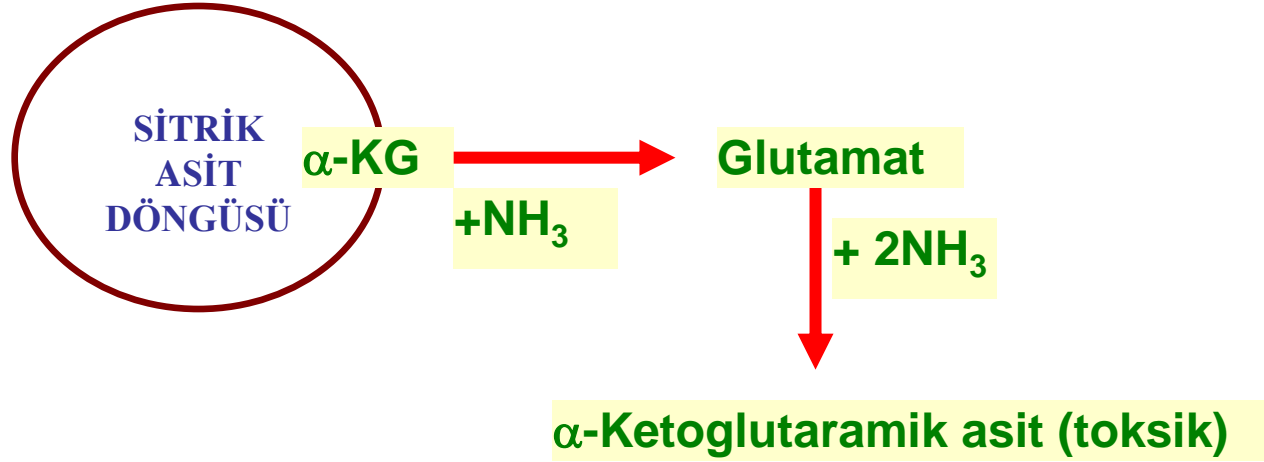 SİTRİK
ASİT
DÖNGÜSÜ
α-KG
+NH₃
Glutamat
+ 2NH₃
α-Ketoglutaramik asit (toksik)